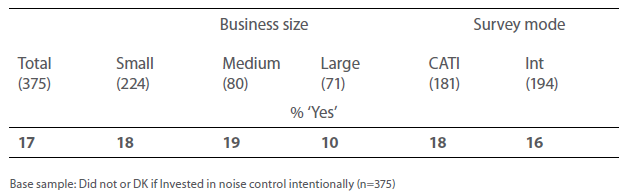 Business size Survey mode
Total Small Medium Large CATI Int
(375) (224) (80) (71) (181) (194)
% ‘Yes’
17 18 19 10 18 16
Base sample: Did not or DK if Invested in noise control intentionally (n=375)